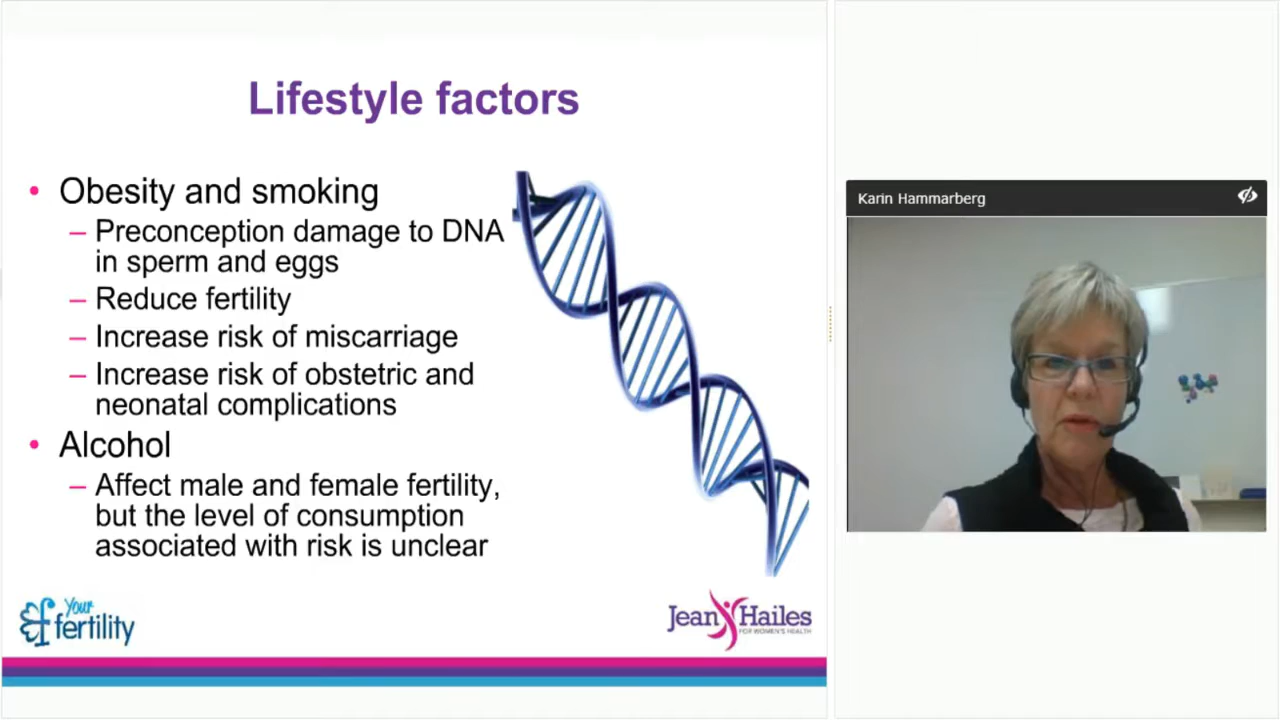 Lifestyle factors
• Obesity and smoking
– Preconception damage to DNA
in sperm and eggs
– Reduce fertility
– Increase risk of miscarriage
– Increase risk of obstetric and
neonatal complications
• Alcohol
– Affect male and female fertility,
but the level of consumption
associated with risk is unclear
Your
fertility
Jean Hailes
FOR WOMEN'S HEALTH
Karin Hammarberg